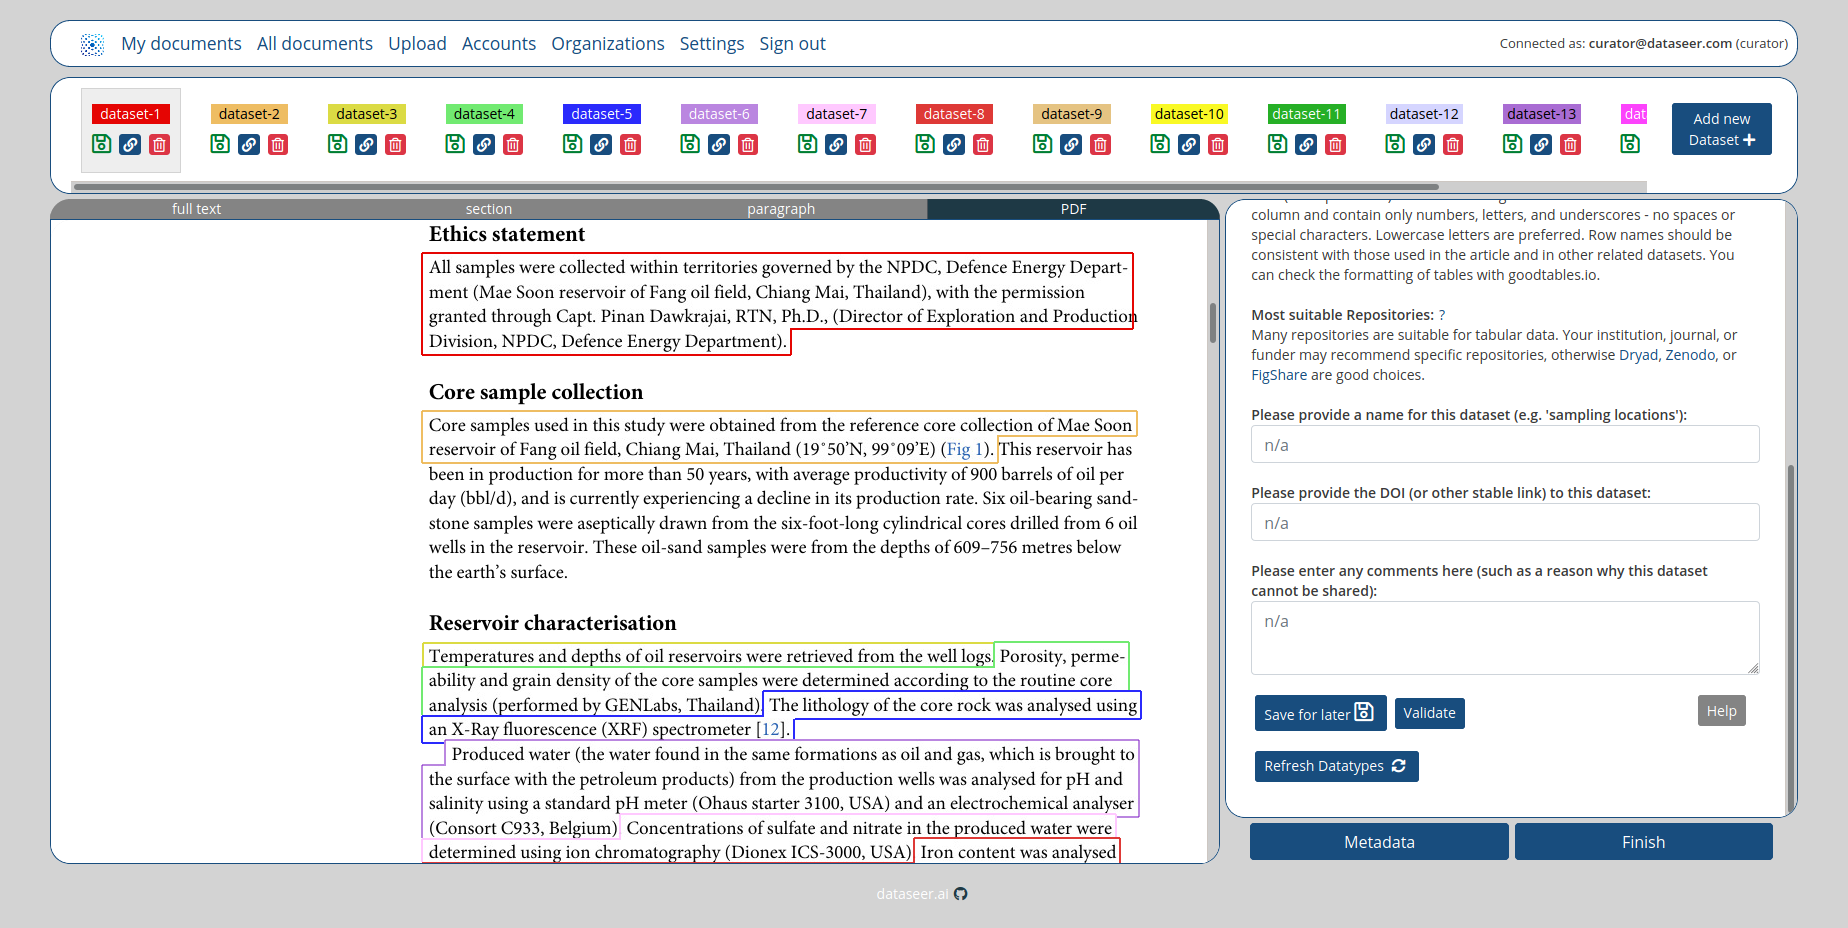 My documents All documents Upload Accounts Organizations Settings Sign out
Connected as: curator@dataseer.com (curator)
dataset-1 dataset-2 dataset-3 dataset-4 dataset-5 dataset-6 dataset-7 dataset-8 dataset-9 dataset-10 dataset-11 dataset-12 dataset-13 dat
Add new
Dataset
full text section paragraph PDF
Ethics statement
All samples were collected within territories governed by the NPDC, Defence Energy Depart-
ment (Mae Soon reservoir of Fang oil field, Chiang Mai, Thailand), with the permission
granted through Capt. Pinan Dawkrajai, RTN, Ph.D., (Director of Exploration and Production
Division, NPDC, Defence Energy Department).
Core sample collection
Core samples used in this study were obtained from the reference core collection of Mae Soon
reservoir of Fang oil field, Chiang Mai, Thailand (19˚50’N, 99˚09’E) (Fig 1). This reservoir has
been in production for more than 50 years, with average productivity of 900 barrels of oil per
day (bbl/d), and is currently experiencing a decline in its production rate. Six oil-bearing sand-
stone samples were aseptically drawn from the six-foot-long cylindrical cores drilled from 6 oil
wells in the reservoir. These oil-sand samples were from the depths of 609–756 metres below
the earth’s surface.
Reservoir characterisation
Temperatures and depths of oil reservoirs were retrieved from the well logs. Porosity, perme-
ability and grain density of the core samples were determined according to the routine core
analysis (performed by GENLabs, Thailand). The lithology of the core rock was analysed using
an X-Ray fluorescence (XRF) spectrometer [12].
Produced water (the water found in the same formations as oil and gas, which is brought to
the surface with the petroleum products) from the production wells was analysed for pH and
salinity using a standard pH meter (Ohaus starter 3100, USA) and an electrochemical analyser
(Consort C933, Belgium). Concentrations of sulfate and nitrate in the produced water were
determined using ion chromatography (Dionex ICS-3000, USA). Iron content was analysed
column and contain only numbers, letters, and underscores - no spaces or
special characters. Lowercase letters are preferred. Row names should be
consistent with those used in the article and in other related datasets. You
can check the formatting of tables with goodtables.io.
Most suitable Repositories: ?
Many repositories are suitable for tabular data. Your institution, journal, or
funder may recommend specific repositories, otherwise Dryad, Zenodo, or
FigShare are good choices.
Please provide a name for this dataset (e.g. 'sampling locations'):
n/a
Please provide the DOI (or other stable link) to this dataset:
n/a
Please enter any comments here (such as a reason why this dataset
cannot be shared):
n/a
Save for later Validate Help
Refresh Datatypes
Metadata Finish
dataseer.ai